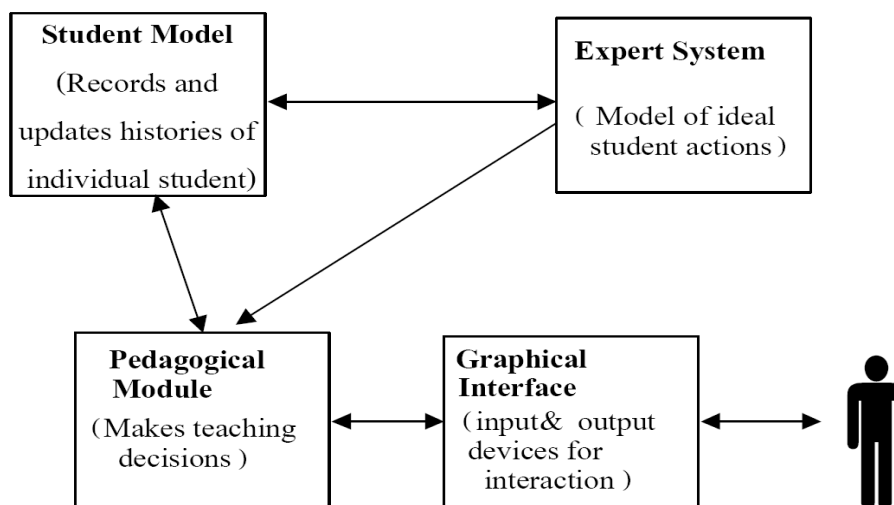 Student Model
(Records and
updates histories of
individual student)
Expert System
( Model of ideal
student actions )
Pedagogical
Module
(Makes teaching
decisions )
Graphical
Interface
(input& output
devices for
interaction )